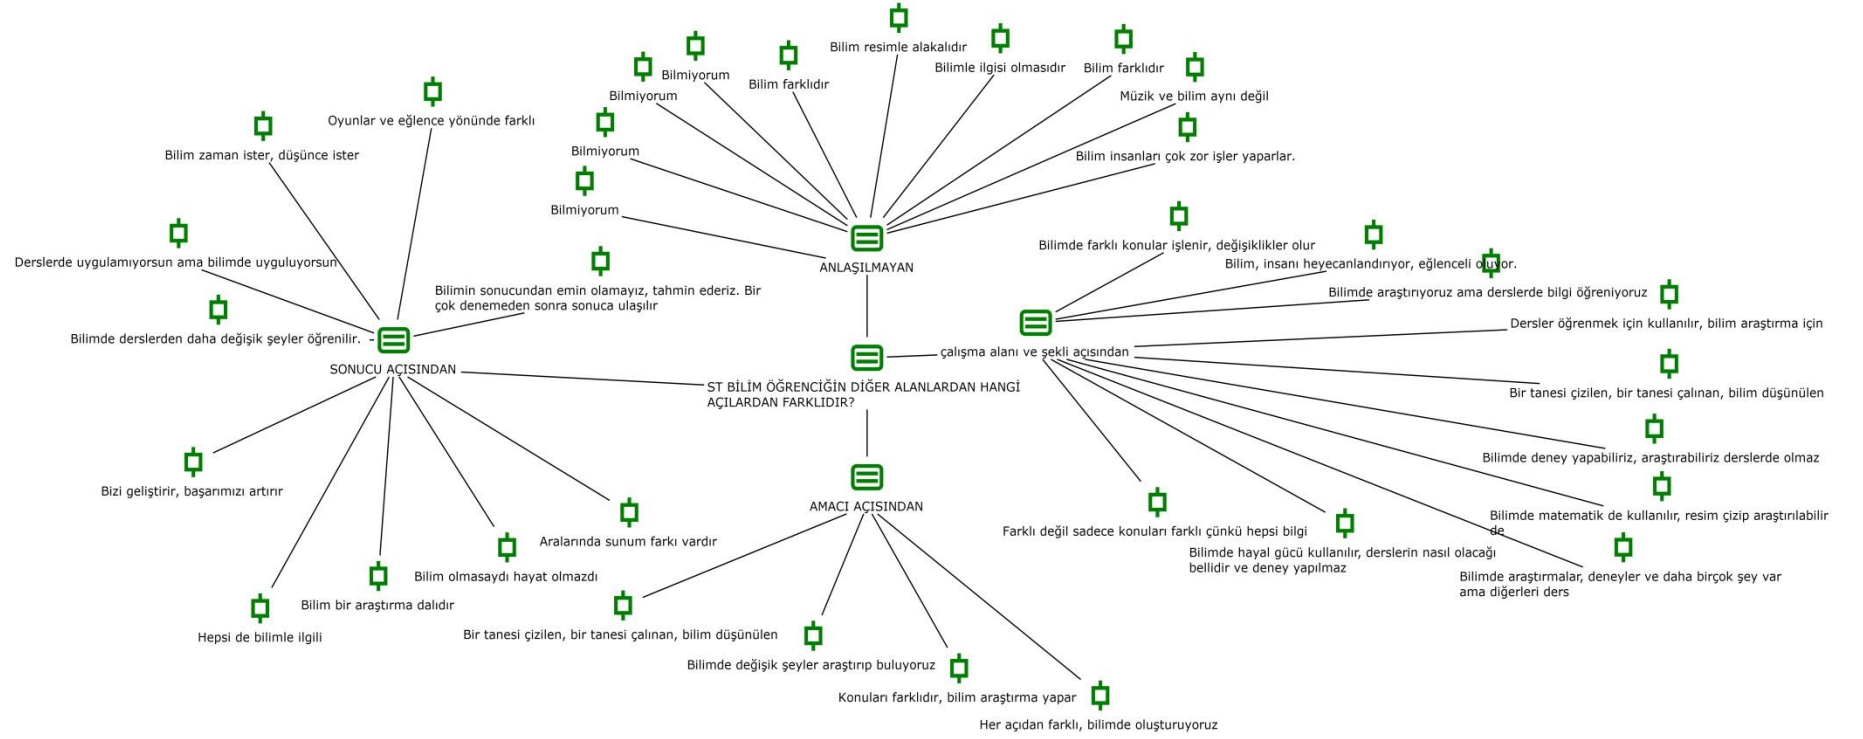 Bilim resimle alakalıdır
Bilmiyorum
Bilimle ilgisi olmasıdır
Bilim farklıdır
Bilim farklıdır
Bilmiyorum
Müzik ve bilim aynı değil
Oyunlar ve eğlence yönünde farklı
Bilmiyorum
Bilim zaman ister, düşünce ister
Bilim insanları çok zor işler yaparlar.
Bilmiyorum
Bilimde farklı konular işlenir, değişiklikler olur
Derslerde uygulamıyorsun ama bilimde uyguluyorsun
ANLAŞILMAYAN
Bilim, insanı heyecanlandırıyor, eğlenceli oluyor.
Bilimin sonucundan emin olamayız, tahmin ederiz. Bir
çok denemeden sonra sonuca ulaşılır
Bilimde araştırıyoruz ama derslerde bilgi öğreniyoruz
Dersler öğrenmek için kullanılır, bilim araştırma için
Bilimde derslerden daha değişik şeyler öğrenilir.
çalışma alanı ve şekli açısından
SONUCU AÇISINDAN
ST BİLİM ÖĞRENCİĞİN DİĞER ALANLARDAN HANGİ
AÇILARDAN FARKLIDIR?
Bir tanesi çizilen, bir tanesi çalınan, bilim düşünülen
Bilimde deney yapabiliriz, araştırabiliriz derslerde olmaz
Bizi geliştirir, başarımızı artırır
AMACI AÇISINDAN
Bilimde matematik de kullanılır, resim çizip araştırılabilir
de
Farklı değil sadece konuları farklı çünkü hepsi bilgi
Aralarında sunum farkı vardır
Bilimde hayal gücü kullanılır, derslerin nasıl olacağı
bellidir ve deney yapılmaz
Bilim olmasaydı hayat olmazdı
Bilimde araştırmalar, deneyler ve daha birçok şey var
ama diğerleri ders
Bilim bir araştırma dalıdır
Hepsi de bilimle ilgili
Bir tanesi çizilen, bir tanesi çalınan, bilim düşünülen
Bilimde değişik şeyler araştırıp buluyoruz
Konuları farklıdır, bilim araştırma yapar
Her açıdan farklı, bilimde oluşturuyoruz